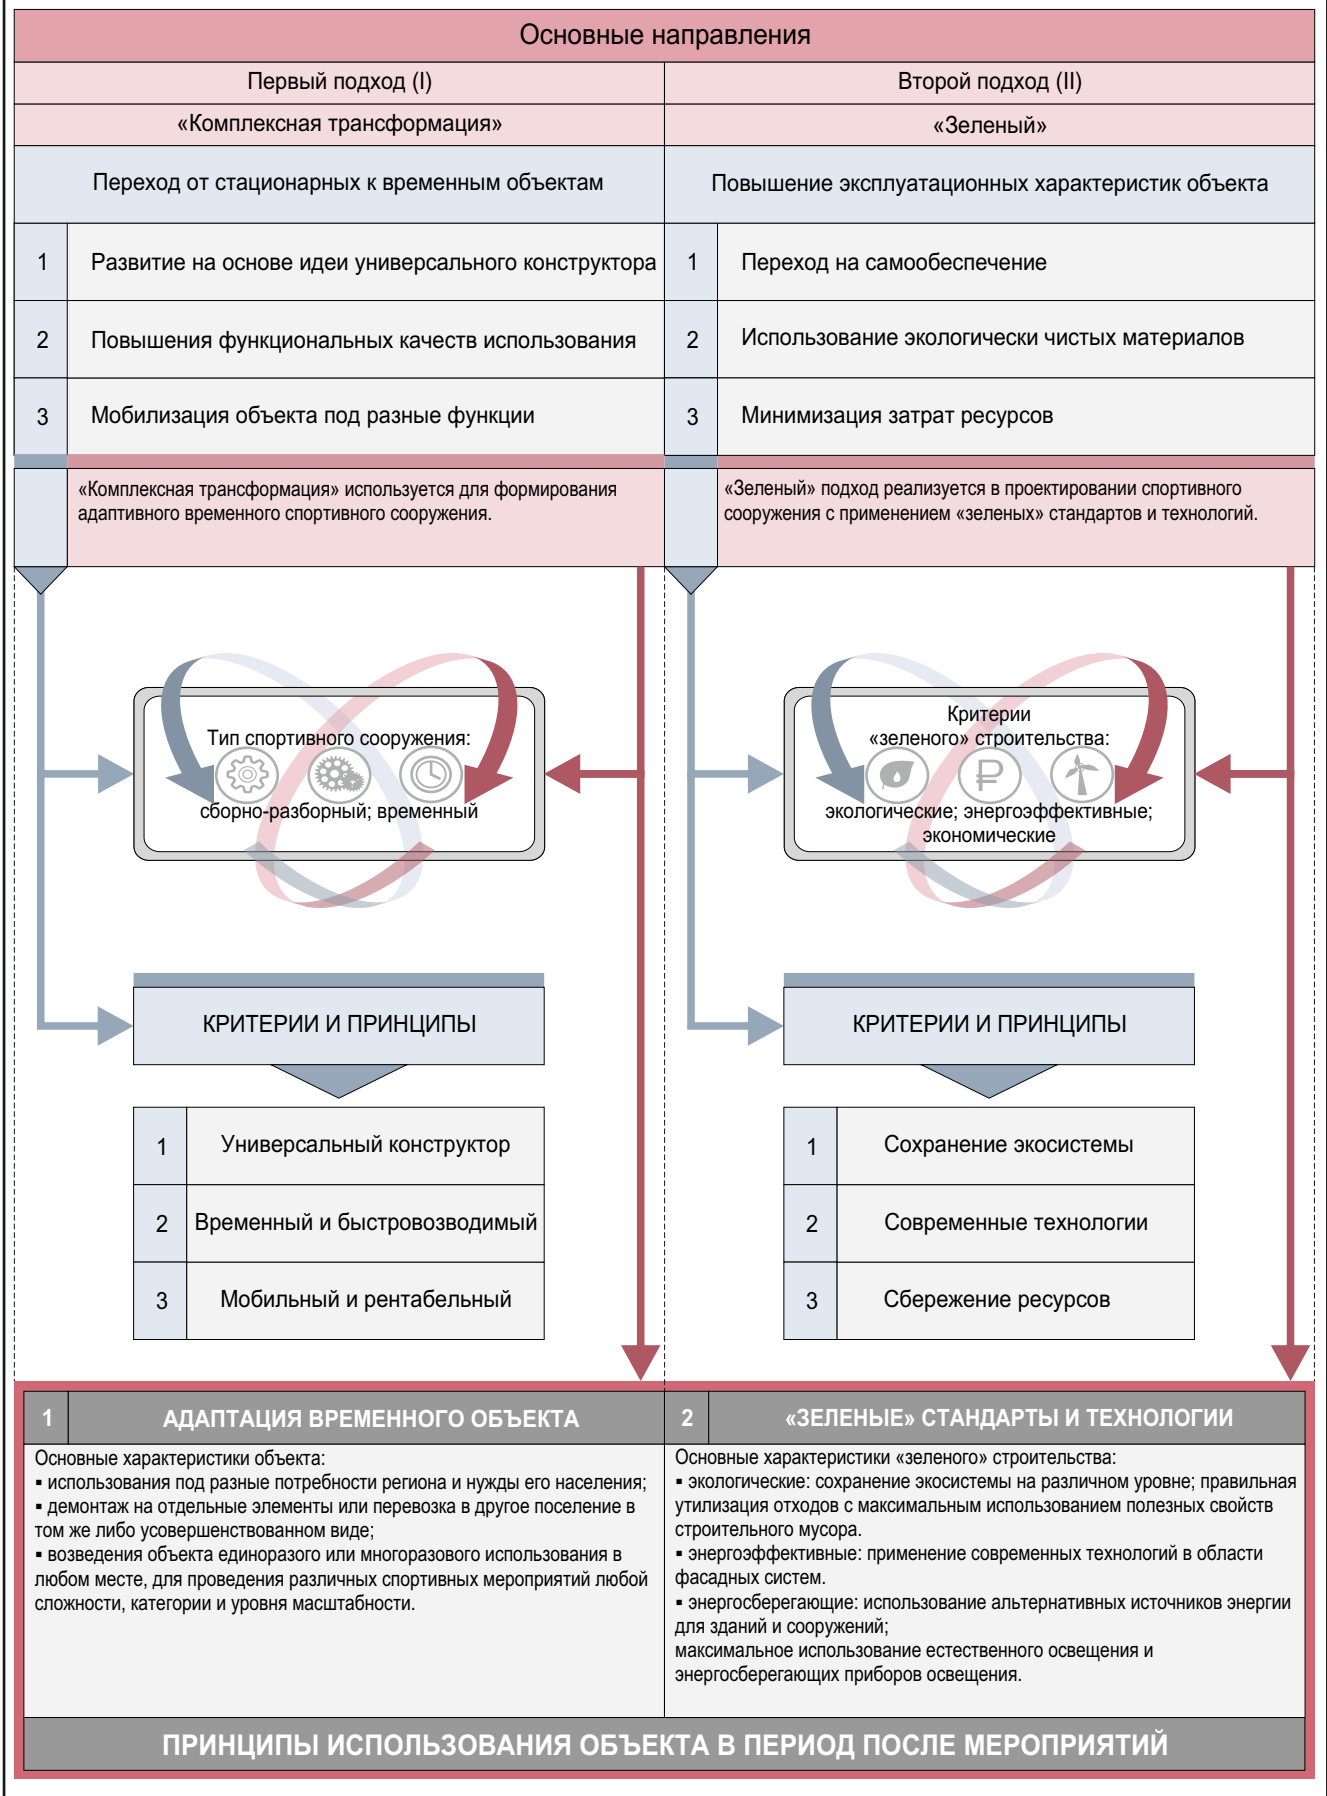 Основные направления
Первый подход (I)
Второй подход (II)
«Комплексная трансформация»
«Зеленый»
Переход от стационарных к временным объектам
Повышение эксплуатационных характеристик объекта
1 Развитие на основе идеи универсального конструктора
1 Переход на самообеспечение
2 Повышения функциональных качеств использования
2 Использование экологически чистых материалов
3 Мобилизация объекта под разные функции
3 Минимизация затрат ресурсов
«Комплексная трансформация» используется для формирования
адаптивного временного спортивного сооружения.
«Зеленый» подход реализуется в проектировании спортивного
сооружения с применением «зеленых» стандартов и технологий.
Тип спортивного сооружения:
сборно-разборный; временный
Критерии
«зеленого» строительства:
экологические; энергоэффективные;
экономические
КРИТЕРИИ И ПРИНЦИПЫ
1 Универсальный конструктор
2 Временный и быстровозводимый
3 Мобильный и рентабельный
КРИТЕРИИ И ПРИНЦИПЫ
1 Сохранение экосистемы
2 Современные технологии
3 Сбережение ресурсов
1 АДАПТАЦИЯ ВРЕМЕННОГО ОБЪЕКТА
Основные характеристики объекта:
▪ использования под разные потребности региона и нужды его населения;
▪ демонтаж на отдельные элементы или перевозка в другое поселение в
том же либо усовершенствованном виде;
▪ возведения объекта единоразого или многоразового использования в
любом месте, для проведения различных спортивных мероприятий любой
сложности, категории и уровня масштабности.
2 «ЗЕЛЕНЫЕ» СТАНДАРТЫ И ТЕХНОЛОГИИ
Основные характеристики «зеленого» строительства:
▪ экологические: сохранение экосистемы на различном уровне; правильная
утилизация отходов с максимальным использованием полезных свойств
строительного мусора.
▪ энергоэффективные: применение современных технологий в области
фасадных систем.
▪ энергосберегающие: использование альтернативных источников энергии
для зданий и сооружений;
максимальное использование естественного освещения и
энергосберегающих приборов освещения.
ПРИНЦИПЫ ИСПОЛЬЗОВАНИЯ ОБЪЕКТА В ПЕРИОД ПОСЛЕ МЕРОПРИЯТИЙ